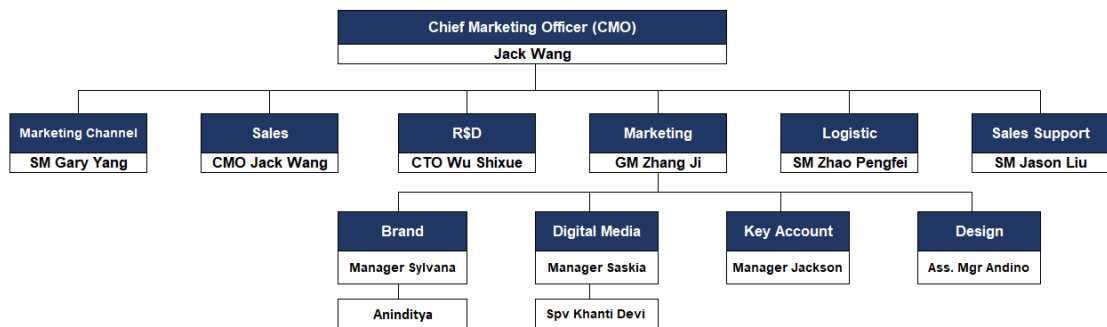 Chief Marketing Officer (CMO)
Jack Wang
Marketing Channel
SM Gary Yang
Sales
CMO Jack Wang
R$D
CTO Wu Shixue
Marketing
GM Zhang Ji
Logistic
SM Zhao Pengfei
Sales Support
SM Jason Liu
Brand
Manager Sylvana
Aninditya
Digital Media
Manager Saskia
Spv Khanti Devi
Key Account
Manager Jackson
Design
Ass. Mgr Andino